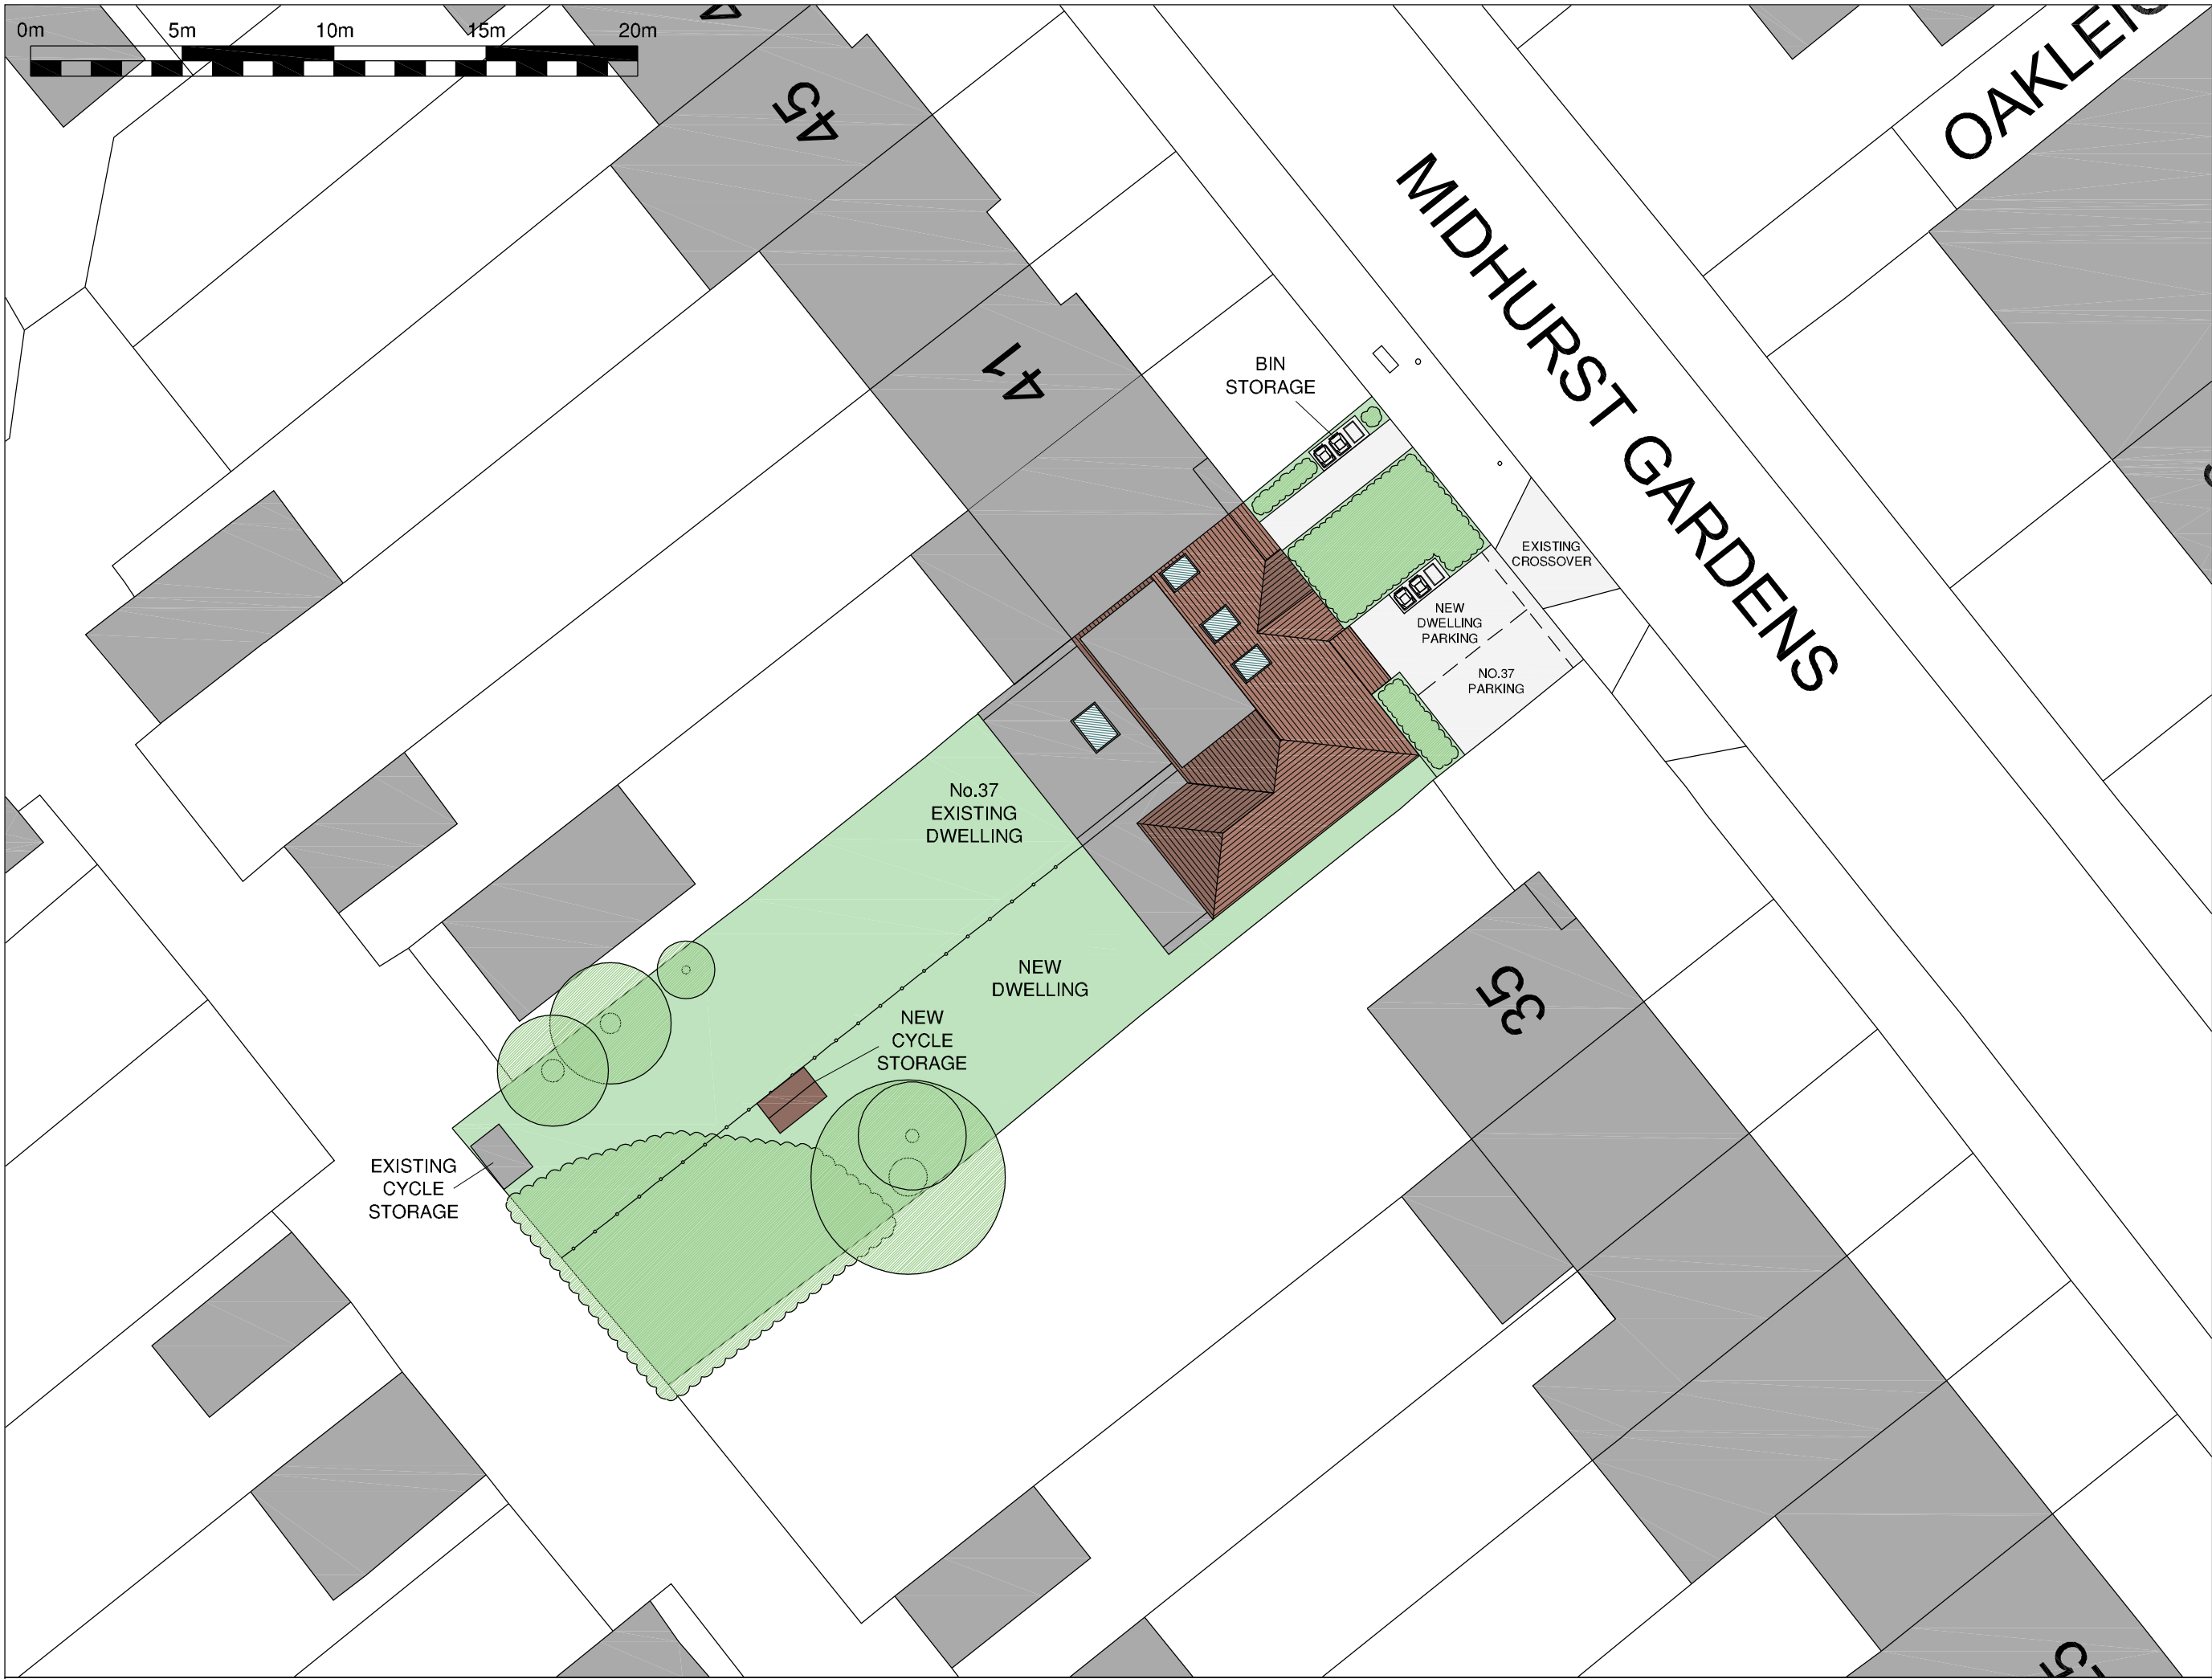 0m 5m 10m 15m 20m
45
41
MIDHURST GARDENS
BIN
STORAGE
EXISTING
CROSSOVER
NEW
DWELLING
PARKING
NO.37
PARKING
No.37
EXISTING
DWELLING
NEW
DWELLING
NEW
CYCLE
STORAGE
EXISTING
CYCLE
STORAGE
35